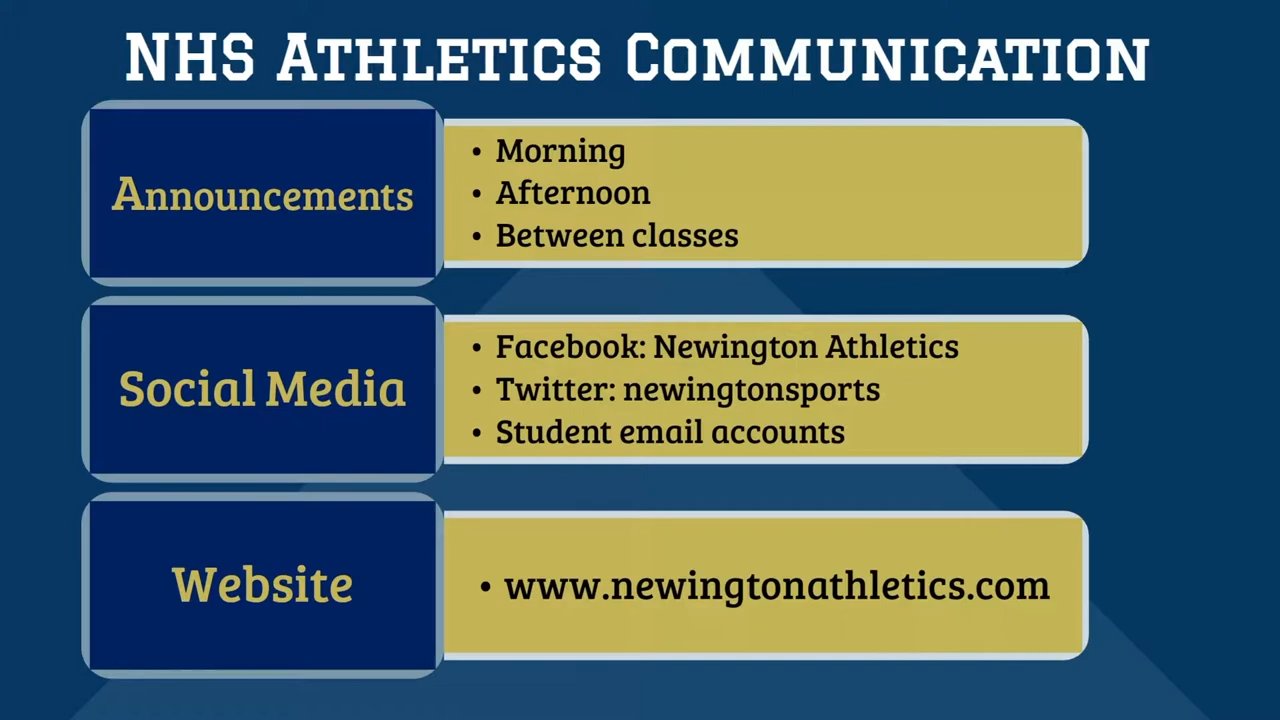 NHS ATHLETICS COMMUNICATION
Announcements
• Morning
• Afternoon
• Between classes
Social Media
• Facebook: Newington Athletics
• Twitter: newingtonsports
• Student email accounts
Website
• www.newingtonathletics.com